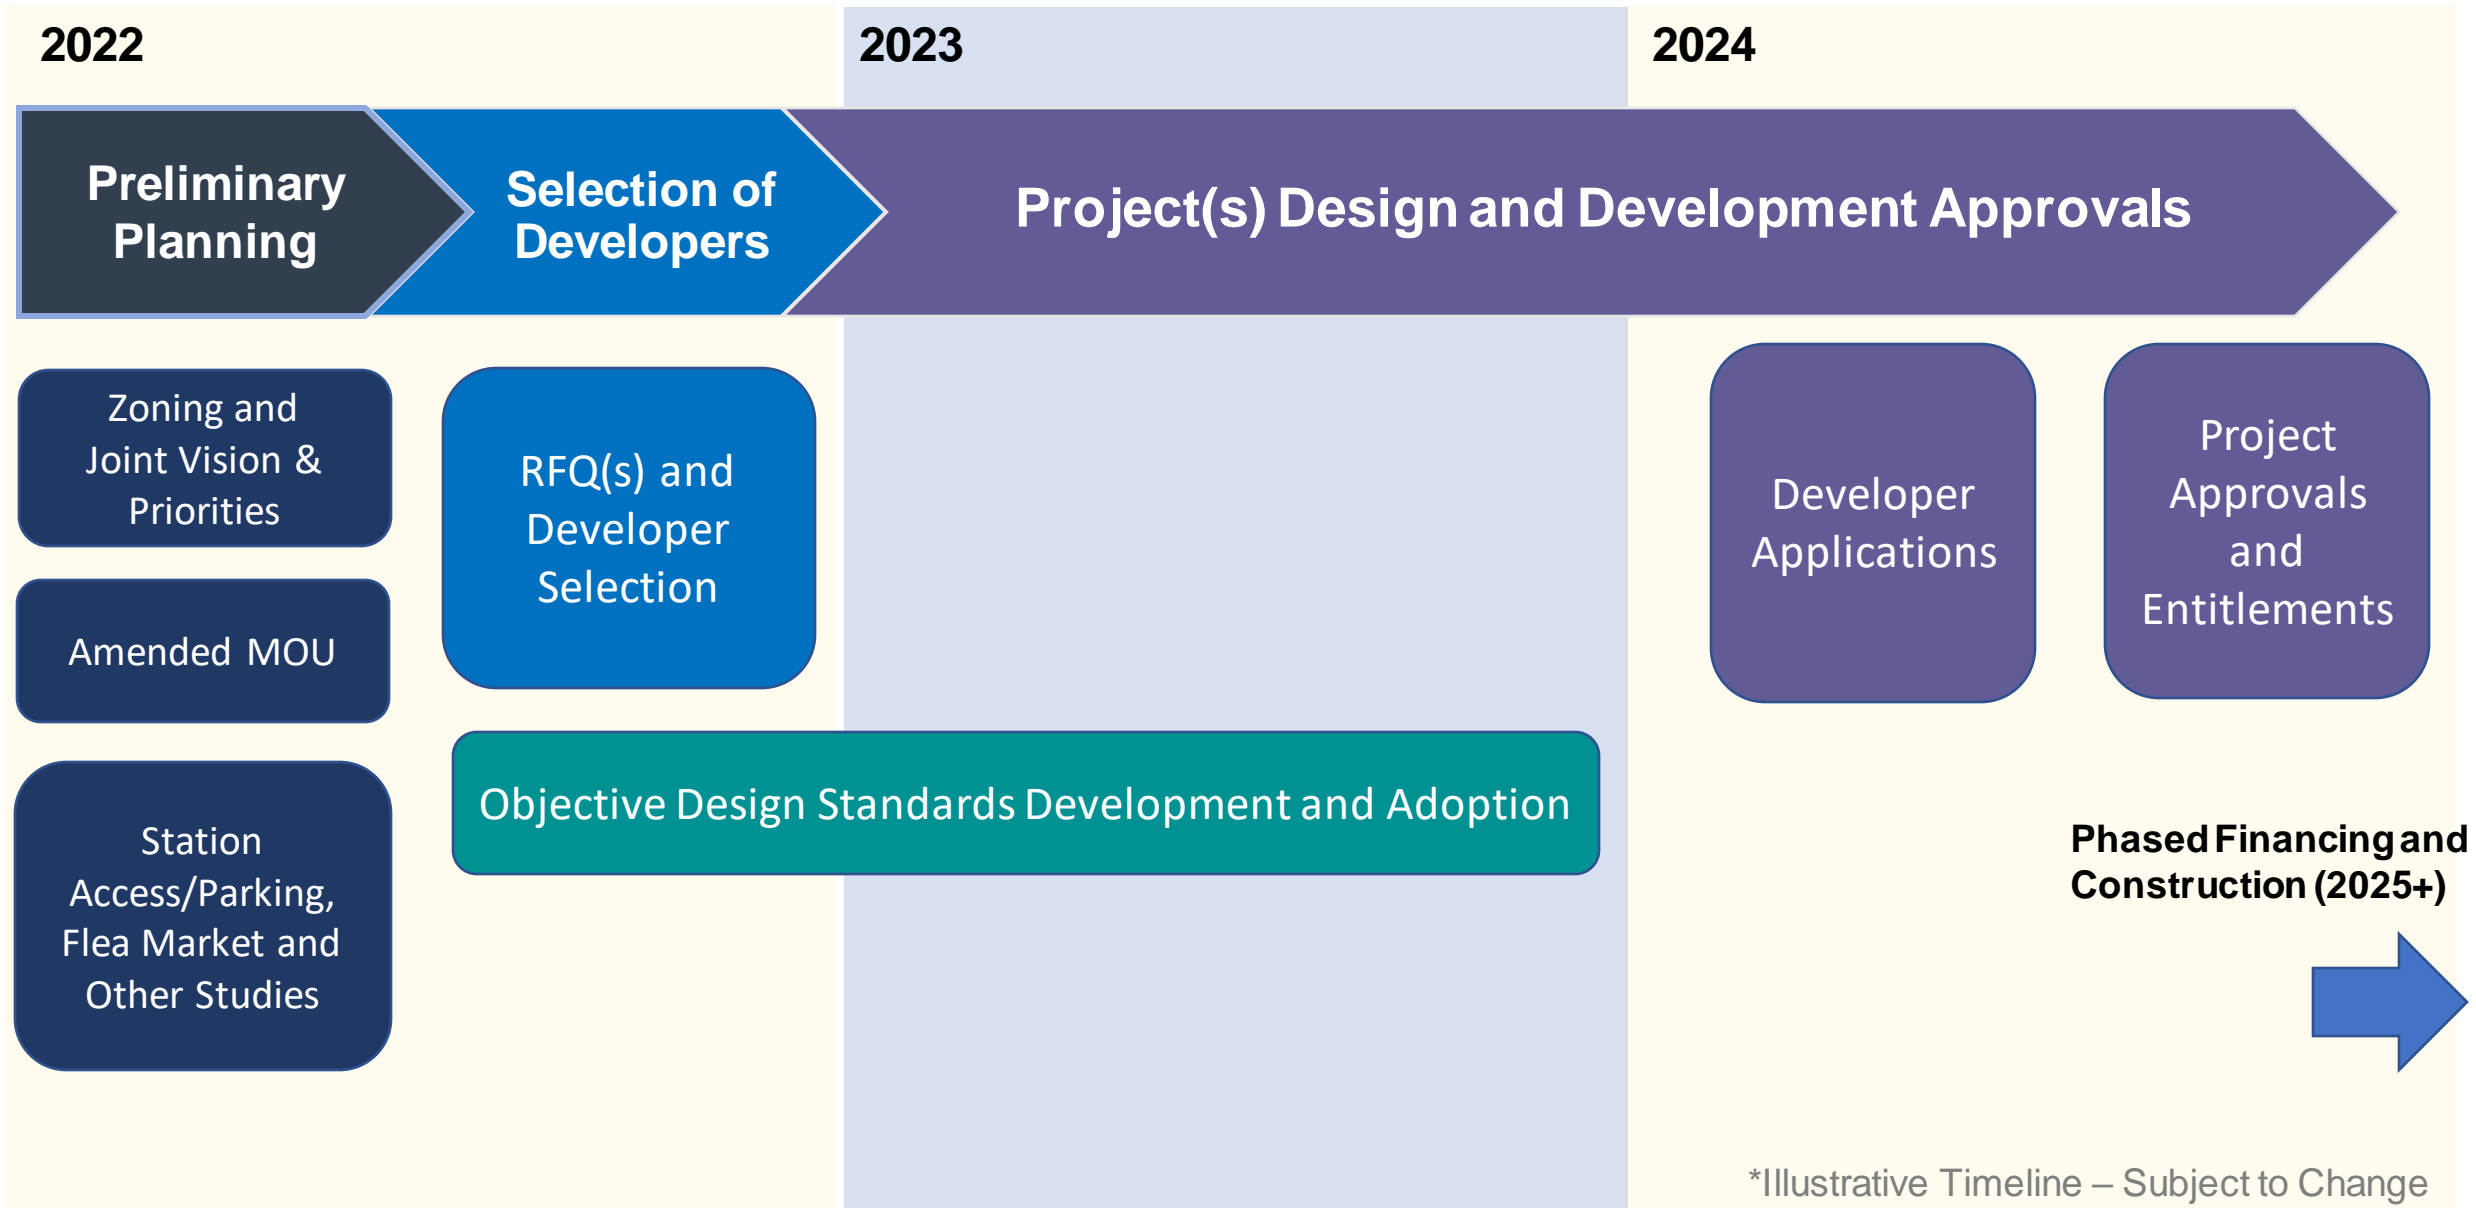 2022
2023
2024
Preliminary
Planning
Selection of
Developers
Project(s) Design and Development Approvals
Zoning and
Joint Vision &
Priorities
Amended MOU
Station
Access/Parking,
Flea Market and
Other Studies
RFQ(s) and
Developer
Selection
Objective Design Standards Development and Adoption
Developer
Applications
Project
Approvals
and
Entitlements
Phased Financing and
Construction (2025+)
*Illustrative Timeline – Subject to Change